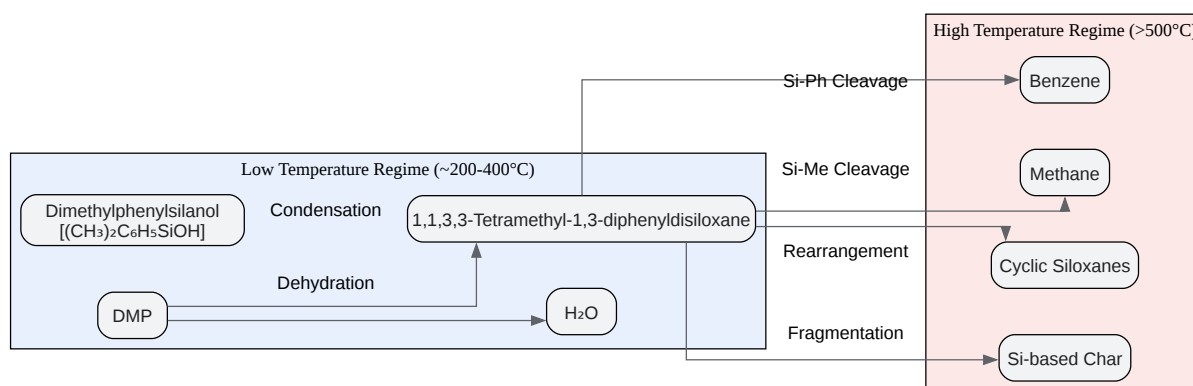 High Temperature Regime (>500°C)
Si-Ph Cleavage
Benzene
Low Temperature Regime (~200-400°C)
Si-Me Cleavage
Methane
Dimethylphenylsilanol
[(CH₃)₂C₆H₅SiOH]
Condensation
1,1,3,3-Tetramethyl-1,3-diphenyldisiloxane
Rearrangement
Cyclic Siloxanes
Dehydration
DMP
H₂O
Fragmentation
Si-based Char